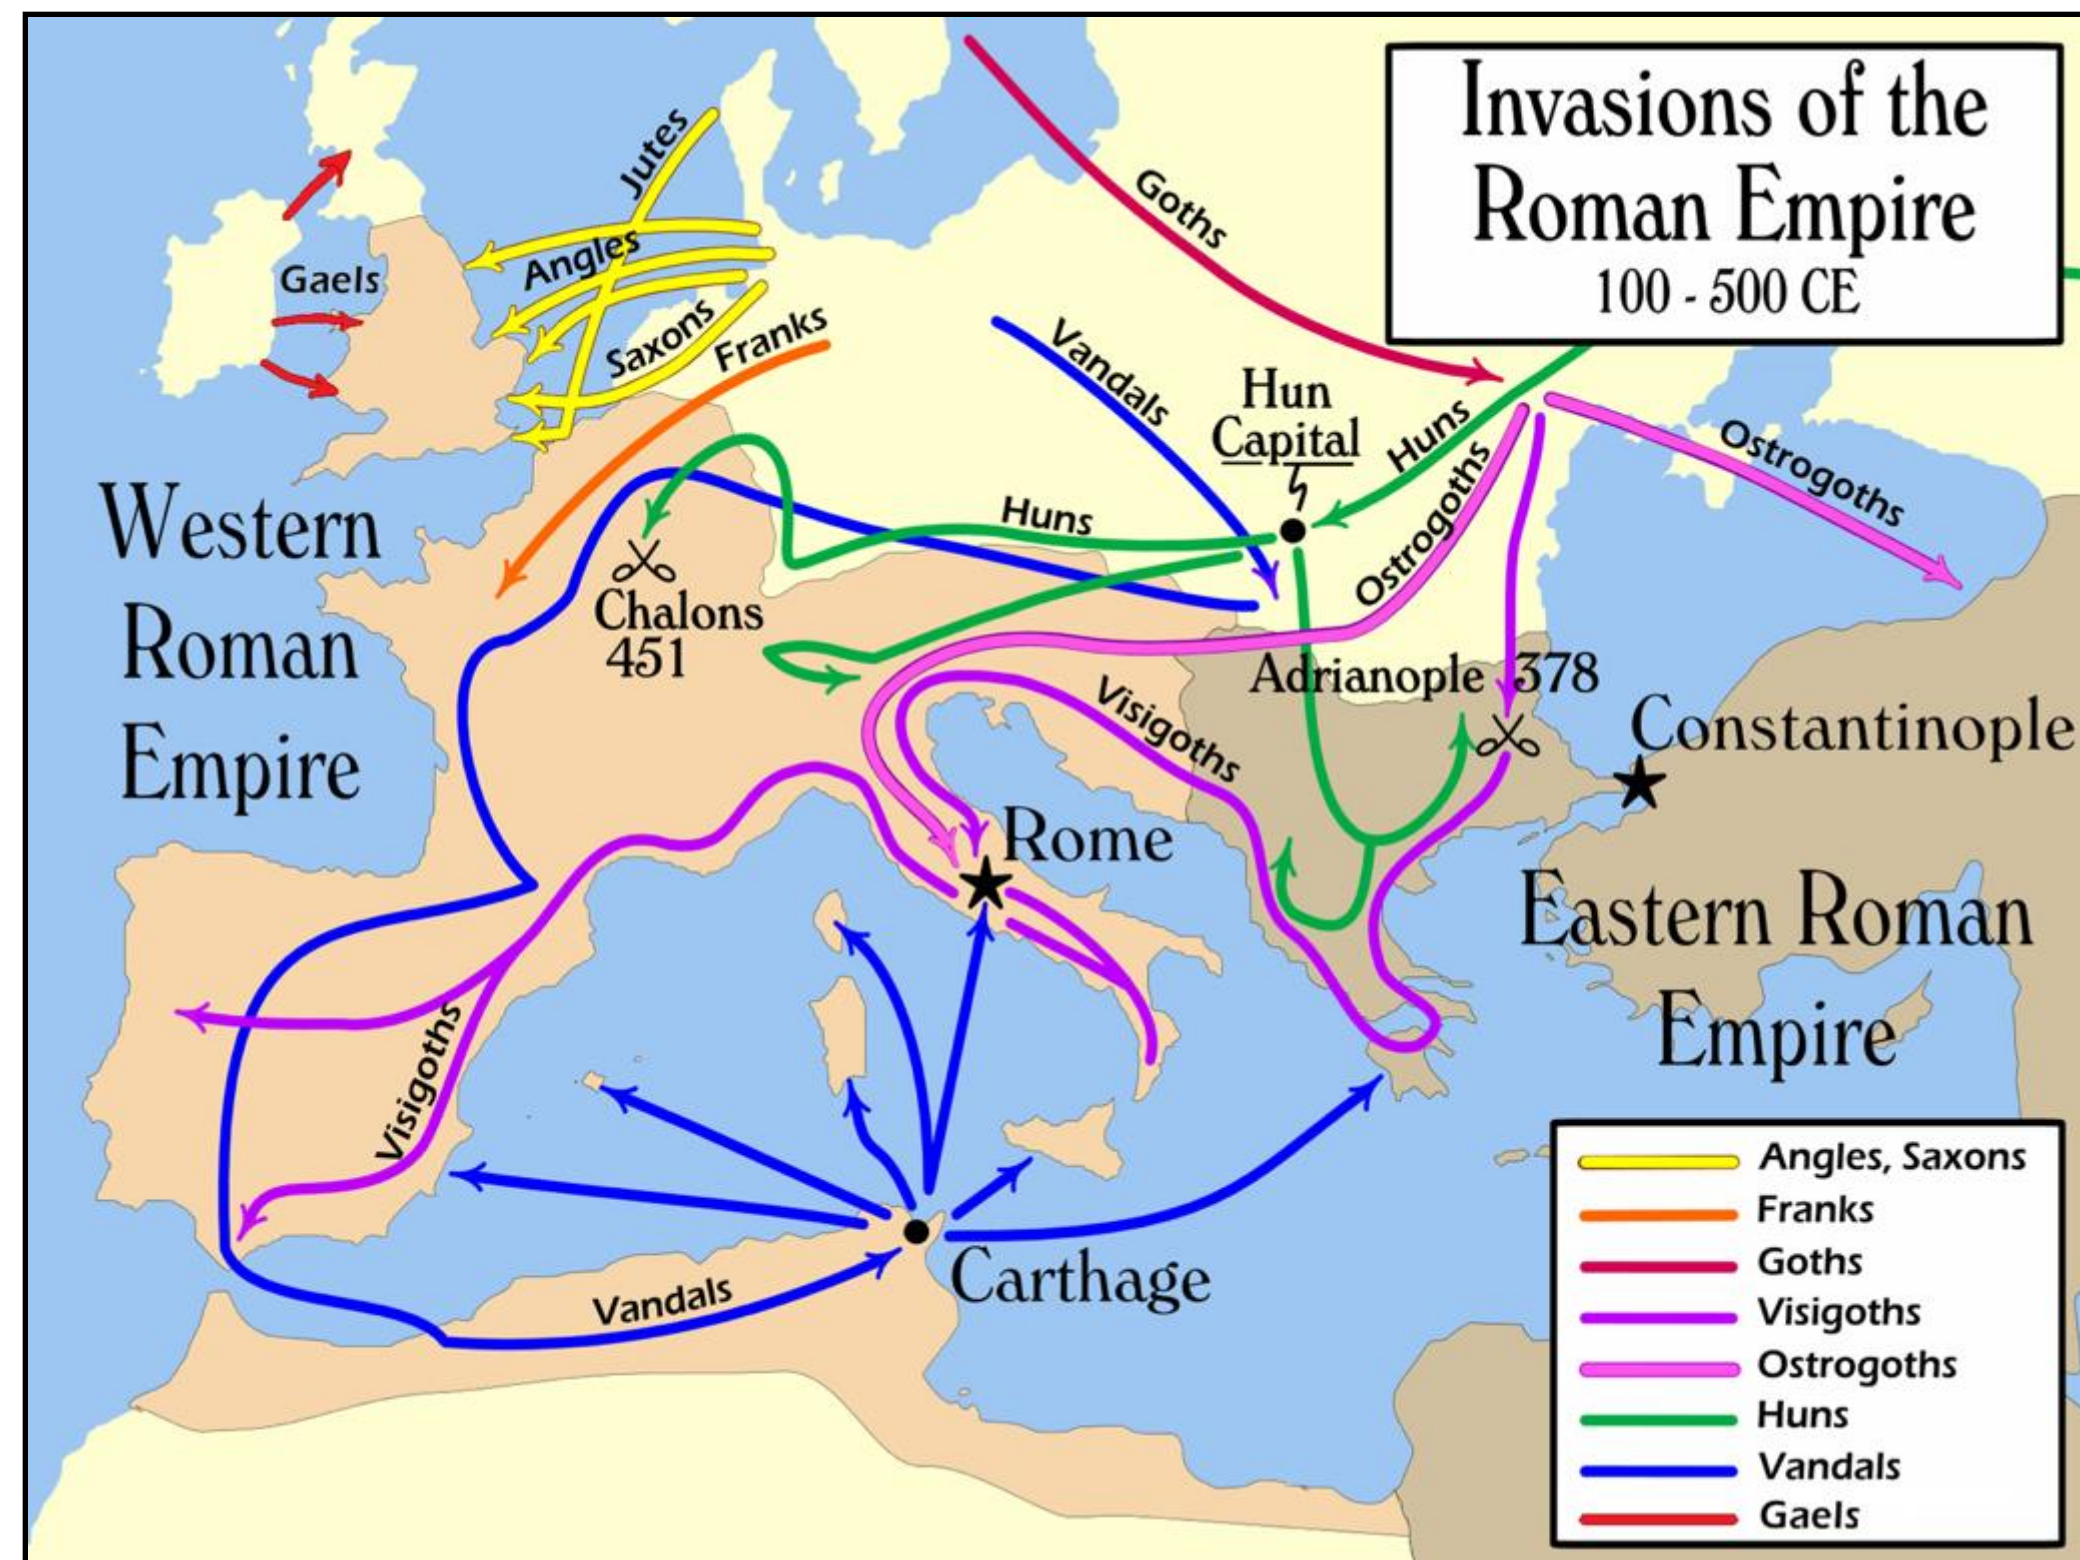 Invasions of the
Roman Empire
100 - 500 CE
Jutes
Angles
Saxons
Franks
Gaels
Goths
Vandals
Hun
Capital
Huns
Ostrogoths
Ostrogoths
Huns
Western
Roman
Empire
Chalons
451
Adrianople 378
Visigoths
Constantinople
Rome
Eastern Roman
Empire
Visigoths
Vandals
Carthage
Angles, Saxons
Franks
Goths
Visigoths
Ostrogoths
Huns
Vandals
Gaels